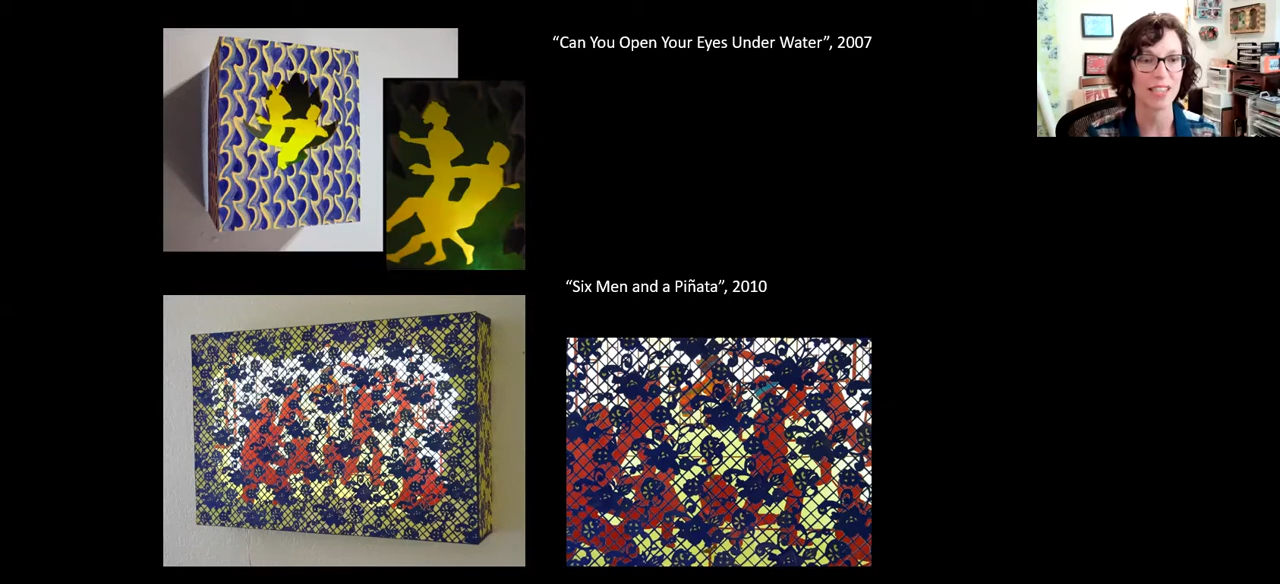 “Can You Open Your Eyes Under Water”, 2007
“Six Men and a Piñata”, 2010